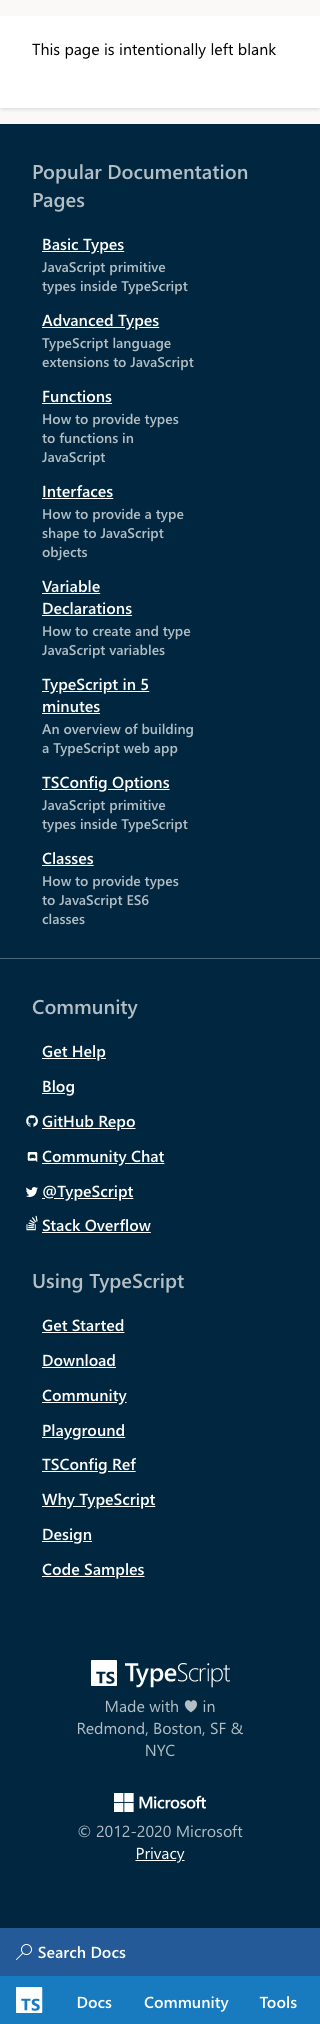 This page is intentionally left blank
Popular Documentation
Pages
Basic Types
JavaScript primitive
types inside TypeScript
Advanced Types
TypeScript language
extensions to JavaScript
Functions
How to provide types
to functions in
JavaScript
Interfaces
How to provide a type
shape to JavaScript
objects
Variable
Declarations
How to create and type
JavaScript variables
TypeScript in 5
minutes
An overview of building
a TypeScript web app
TSConfig Options
JavaScript primitive
types inside TypeScript
Classes
How to provide types
to JavaScript ES6
classes
Community
Get Help
Blog
GitHub Repo
Community Chat
@TypeScript
Stack Overflow
Using TypeScript
Get Started
Download
Community
Playground
TSConfig Ref
Why TypeScript
Design
Code Samples
TS TypeScript
Made with ♥ in
Redmond, Boston, SF &
NYC
Microsoft
© 2012-2020 Microsoft
Privacy
Search Docs
TS Docs Community Tools